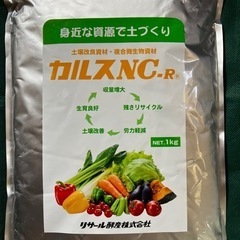 身近な資源で土づくり
土壌改良資材・複合微生物資材
カルスNC-R®
収量増大
生育良好
残さリサイクル
土壌改善
労力軽減
NET.1kg
リサール酵産株式会社